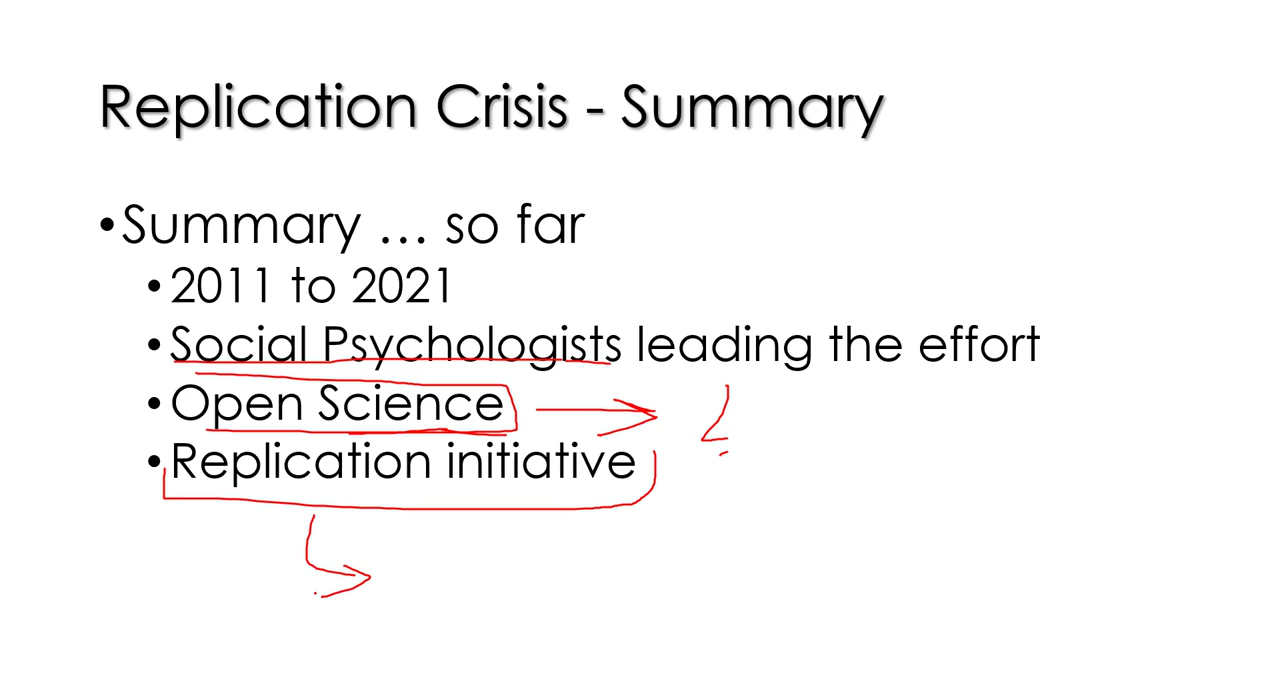 Replication Crisis - Summary
•Summary ... so far
•2011 to 2021
•Social Psychologists leading the effort
•Open Science
•Replication initiative